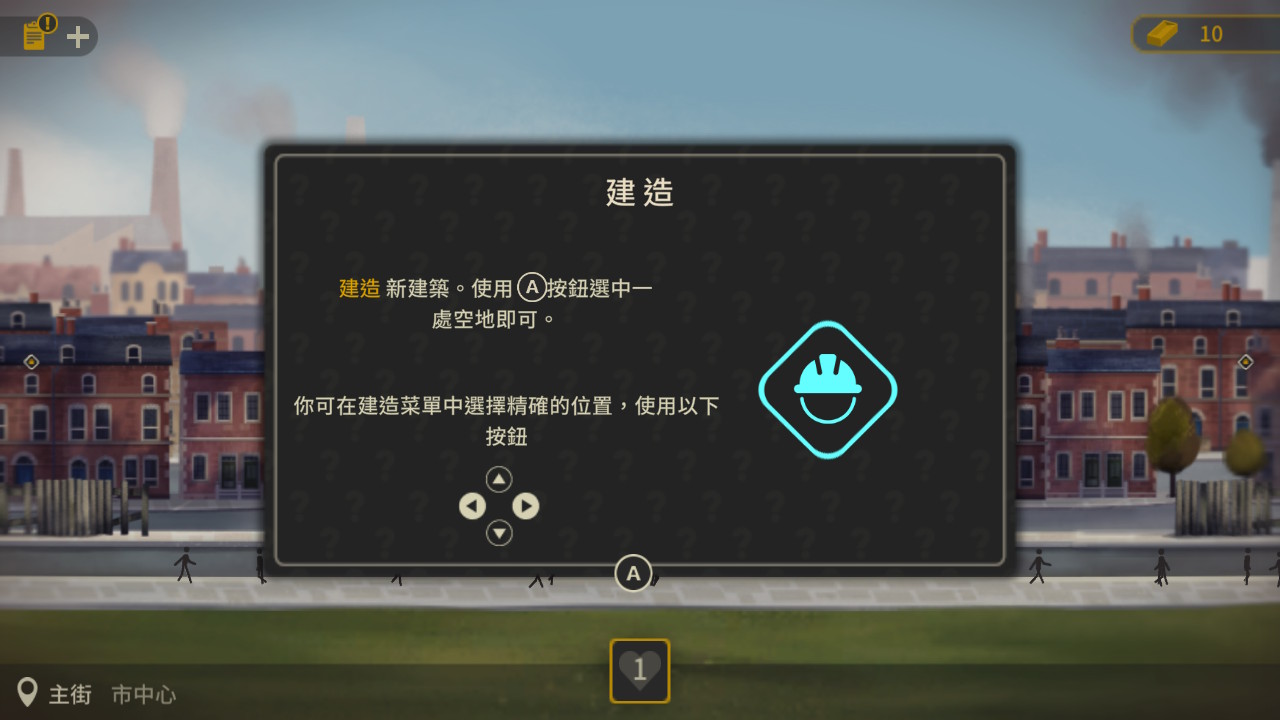 !
10
建造
建造 新建築。使用Ⓐ按鈕選中一
處空地即可。
你可在建造菜單中選擇精確的位置，使用以下
按鈕
A
1
主街 市中心